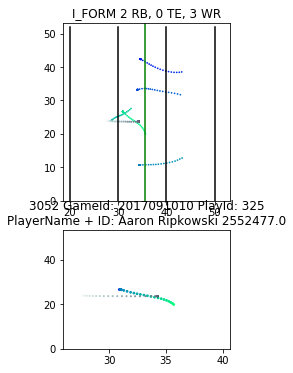 I_FORM 2 RB, 0 TE, 3 WR
50
40
30
20
10
0
20 30 40 50
3052 GameId: 2017091010 PlayId: 325
PlayerName + ID: Aaron Ripkowski 2552477.0
40
20
0
30 35 40